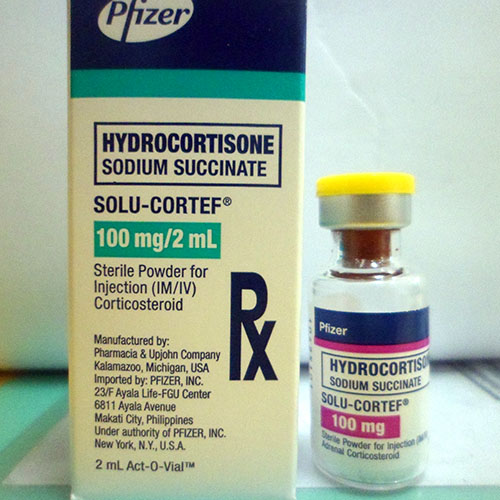 Pfizer
HYDROCORTISONE
SODIUM SUCCINATE
SOLU-CORTEF®
100 mg/2 mL
Sterile Powder for
Injection (IM/IV)
Corticosteroid
Rx
Manufactured by:
Pharmacia & Upjohn Company
Kalamazoo, Michigan, USA
Imported by: PFIZER, INC.
23/F Ayala Life-FGU Center
6811 Ayala Avenue
Makati City, Philippines
Under authority of PFIZER, INC.
New York, N.Y., U.S.A.
2 mL Act-O-Vial™
Pfizer
HYDROCORTISONE
SODIUM SUCCINATE
SOLU-CORTEF®
100 mg
Sterile Powder for Injection (IM/IV)
Adrenal Corticosteroid